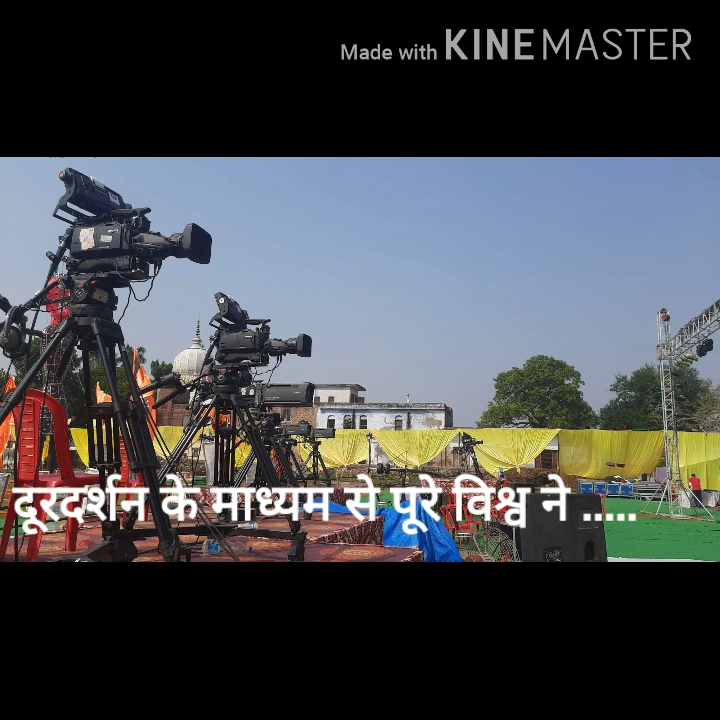 Made with KINEMASTER
दूरदर्शन के माध्यम से पूरे विश्व ने .....